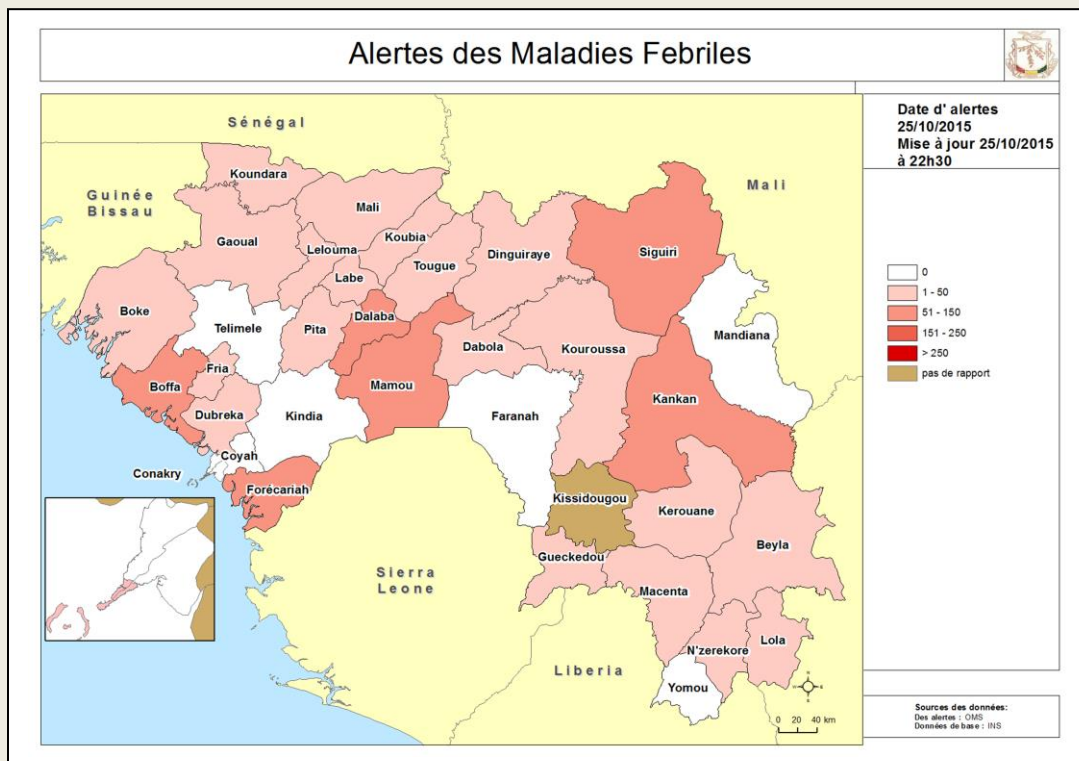 Alertes des Maladies Febriles
Date d' alertes
25/10/2015
Mise à jour 25/10/2015
à 22h30
Sénégal
Guinée
Bissau
Mali
Koundara
Mali
Gaoual
Koubia
Lelouma
Dinguiraye
Siguiri
Tougue
Labe
Boke
Telimele
Pita
Dalaba
Mandiana
Dabola
Kouroussa
Fria
Boffa
Mamou
Kankan
Dubreka
Kindia
Faranah
Coyah
Conakry
Forécariah
Kissidougou
Kerouane
Beyla
Gueckedou
Sierra
Leone
Macenta
Lola
N'zerekoré
Liberia
Yomou
0 20 40 km
0
1 - 50
51 - 150
151 - 250
> 250
pas de rapport
Sources des données:
Des alertes : OMS
Données de base : INS